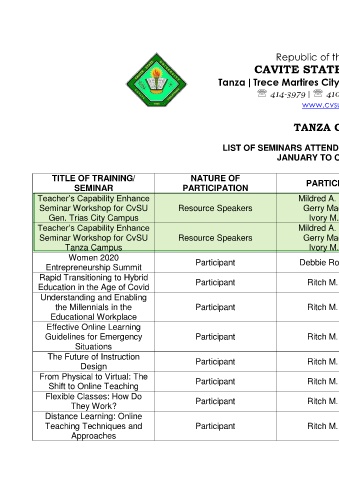 Republic of th
CAVITE STATE
Tanza | Trece Martires City
☏ 414-3979 | ☏ 41
www.cvsu
TANZA C
LIST OF SEMINARS ATTEND
JANUARY TO O
TITLE OF TRAINING/
SEMINAR
NATURE OF
PARTICIPATION
PARTICI
Teacher's Capability Enhance
Seminar Workshop for CvSU
Gen. Trias City Campus
Resource Speakers
Mildred A.
Gerry Ma
Ivory M.
Teacher's Capability Enhance
Seminar Workshop for CvSU
Tanza Campus
Resource Speakers
Mildred A.
Gerry Ma
Ivory M.
Women 2020
Entrepreneurship Summit
Participant
Debbie Ro
Rapid Transitioning to Hybrid
Education in the Age of Covid
Participant
Ritch M.
Understanding and Enabling
the Millennials in the
Educational Workplace
Participant
Ritch M.
Effective Online Learning
Guidelines for Emergency
Situations
Participant
Ritch M.
The Future of Instruction
Design
Participant
Ritch M.
From Physical to Virtual: The
Shift to Online Teaching
Participant
Ritch M.
Flexible Classes: How Do
They Work?
Participant
Ritch M.
Distance Learning: Online
Teaching Techniques and
Approaches
Participant
Ritch M.